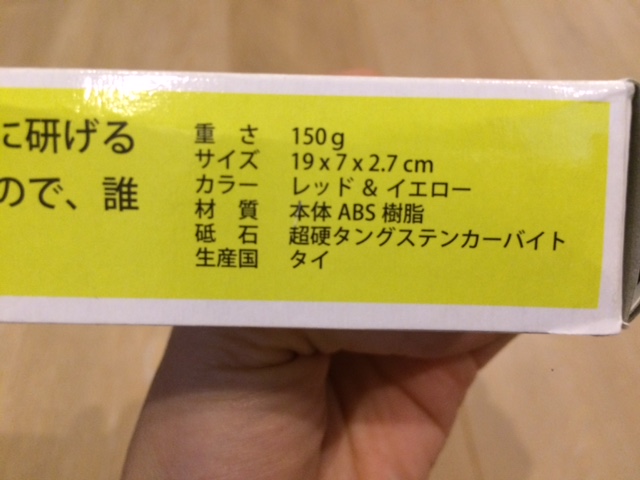 に研げる
ので、誰
重さ 150g
サイズ 19 x 7 x 2.7 cm
カラー レッド & イエロー
材質 本体 ABS 樹脂
砥石 超硬タングステンカーバイト
生産国 タイ